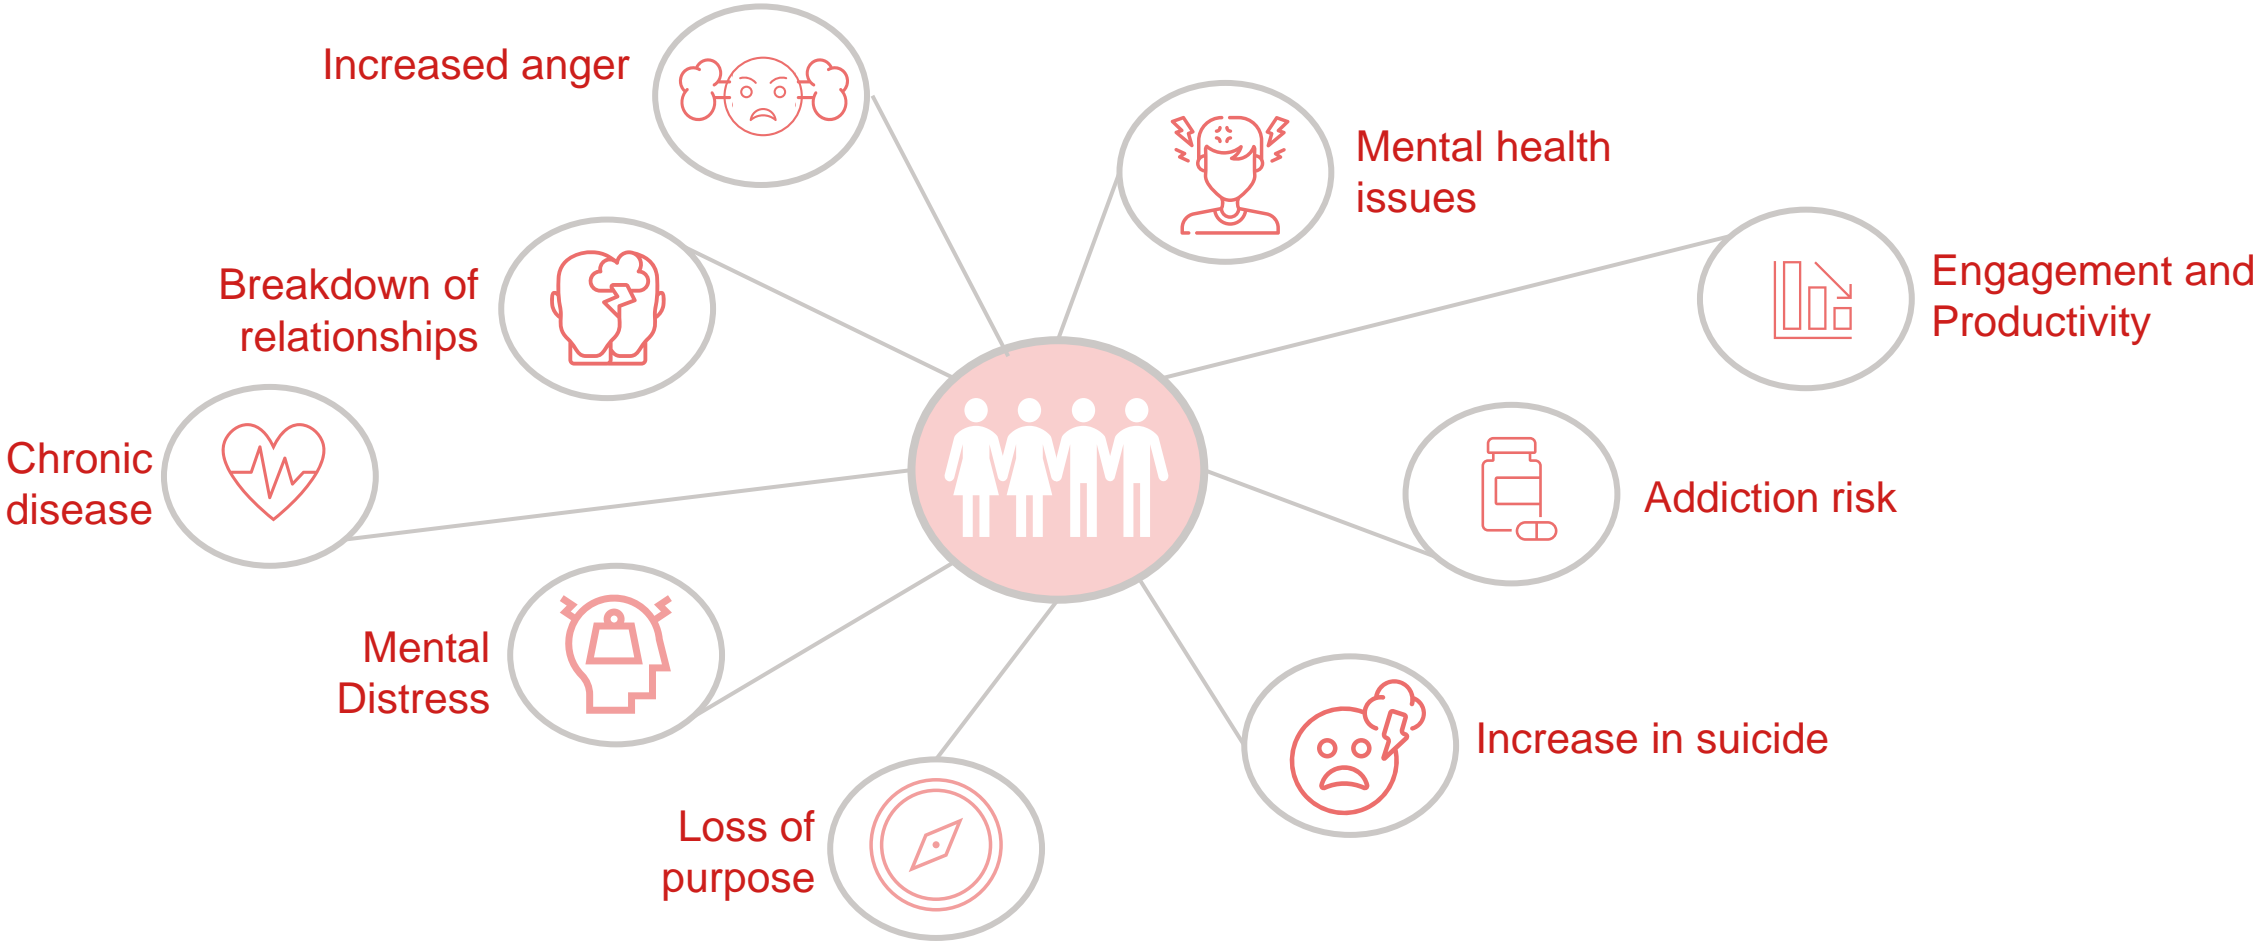 Increased anger
Mental health
issues
Breakdown of
relationships
Engagement and
Productivity
Chronic
disease
Addiction risk
Mental
Distress
Increase in suicide
Loss of
purpose